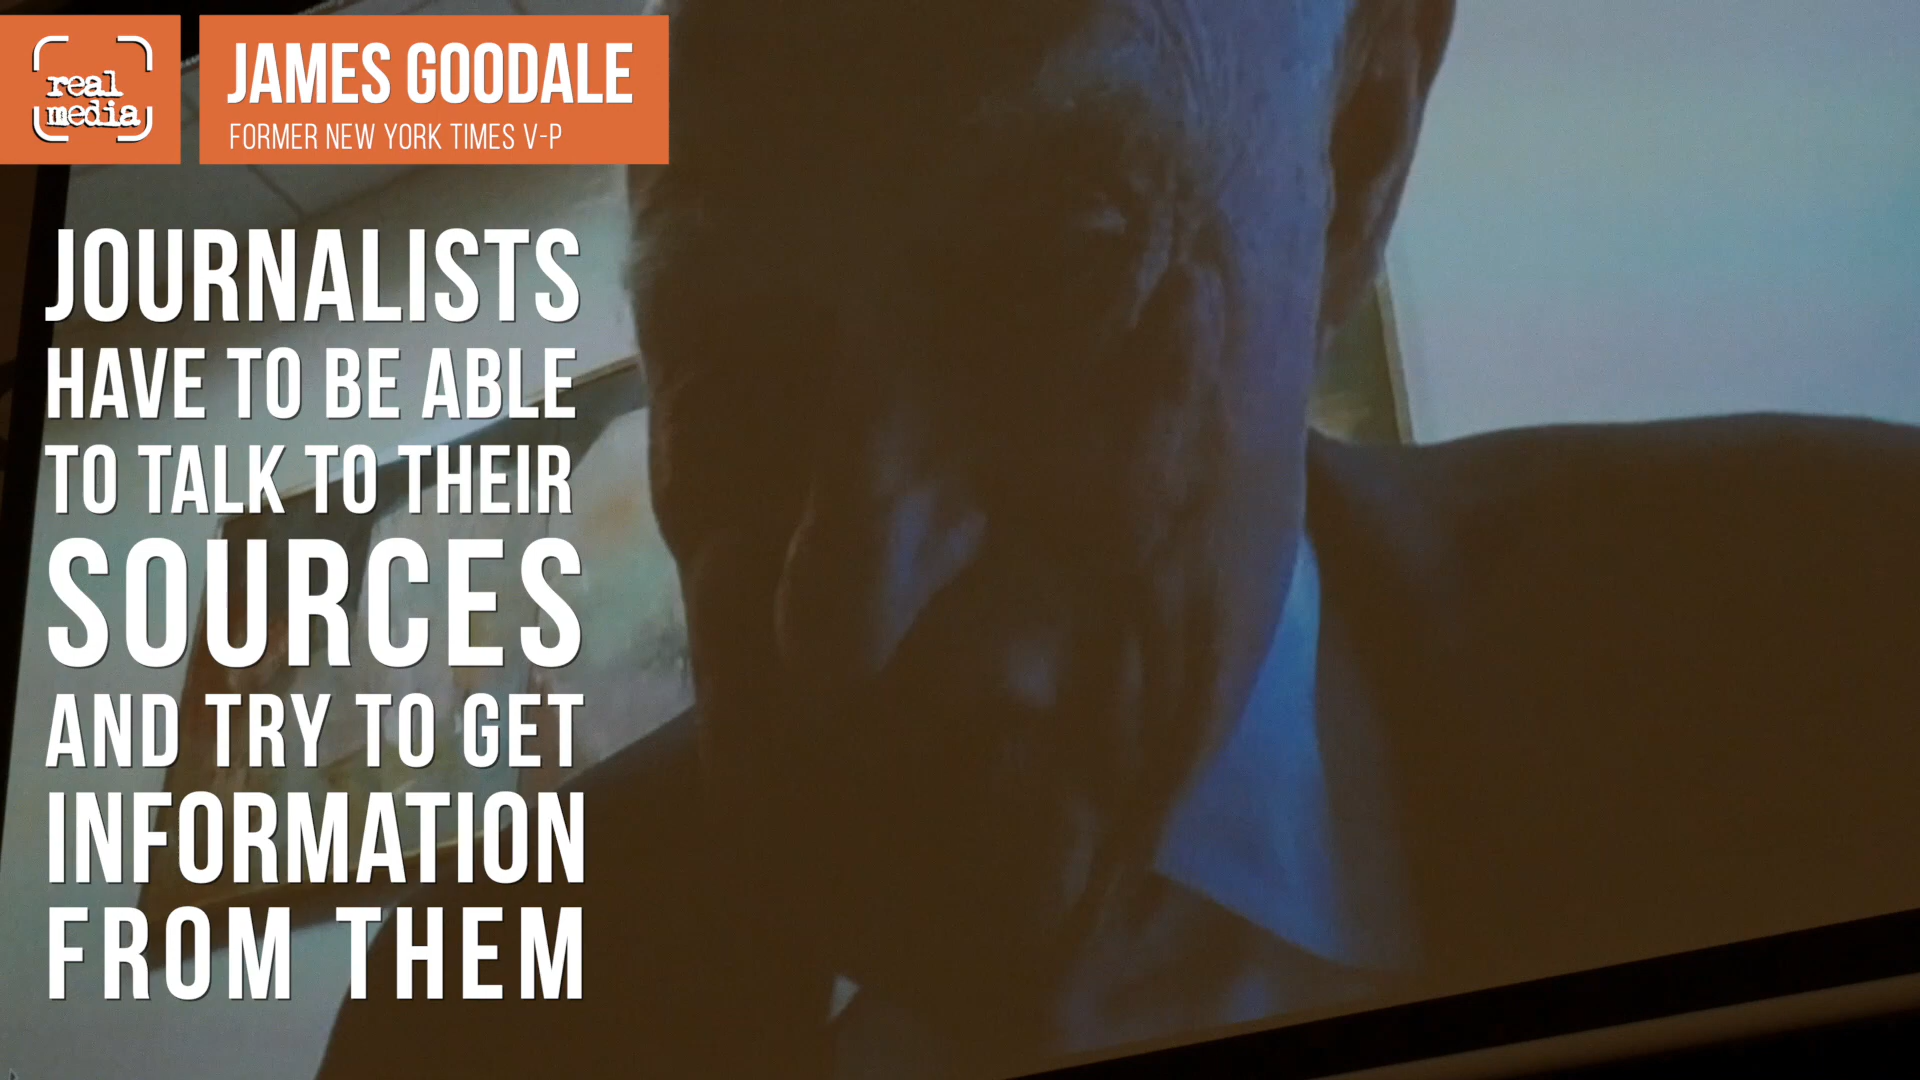 real
media
JAMES GOODALE
FORMER NEW YORK TIMES V-P
JOURNALISTS
HAVE TO BE ABLE
TO TALK TO THEIR
SOURCES
AND TRY TO GET
INFORMATION
FROM THEM